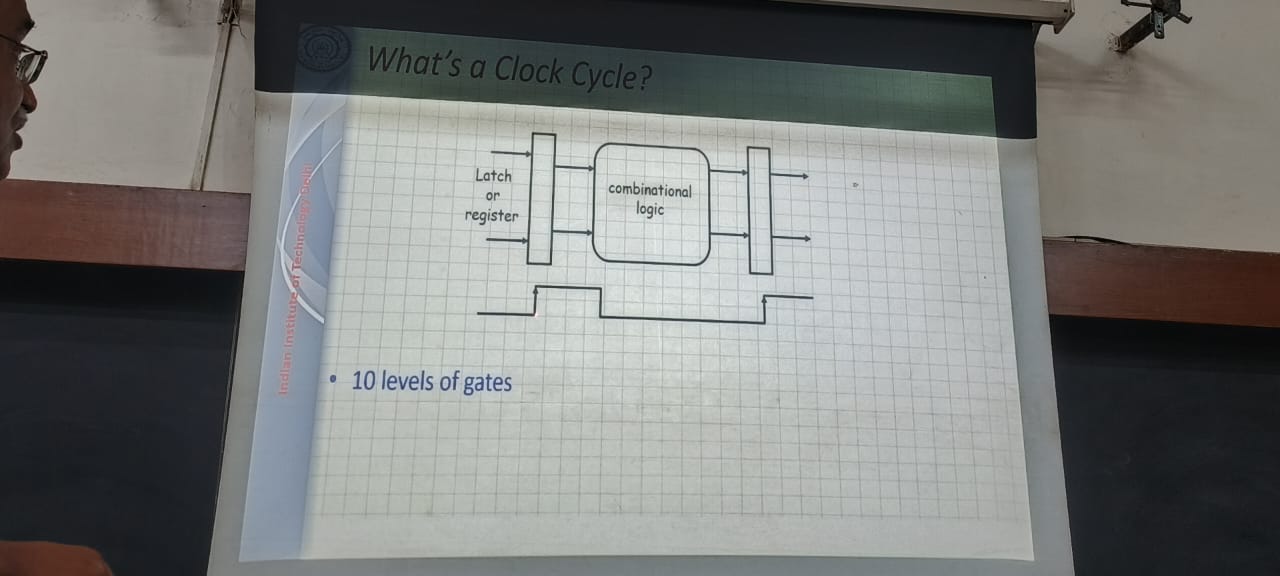 What's a Clock Cycle?
Latch
or
register
combinational
logic
• 10 levels of gates
Indian Institute of Technology Delhi